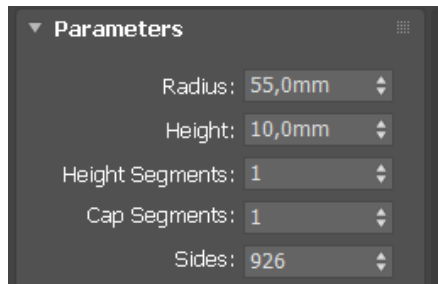 Parameters
Radius: 55,0mm
Height: 10,0mm
Height Segments: 1
Cap Segments: 1
Sides: 926